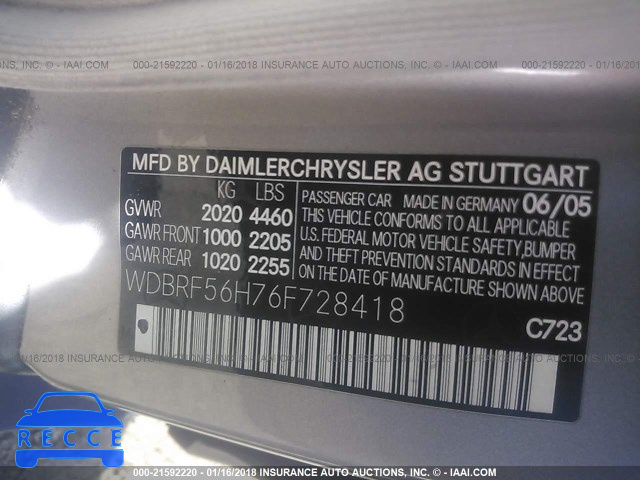 000-21592220 - 01/16/2018 INSURANCE AUTO AUCTIONS, INC. - © IAAI.COM
MFD BY DAIMLERCHRYSLER AG STUTTGART
KG LBS
GVWR 2020 4460
GAWR FRONT 1000 2205
GAWR REAR 1020 2255
PASSENGER CAR MADE IN GERMANY 06/05
THIS VEHICLE CONFORMS TO ALL APPLICABLE
U.S. FEDERAL MOTOR VEHICLE SAFETY, BUMPER
AND THEFT PREVENTION STANDARDS IN EFFECT
ON THE DATE OF MANUFACTURE SHOWN ABOVE.
WDBRF56H76F728418
C723
RECCE
000-21592220 - 01/16/2018 INSURANCE AUTO AUCTIONS, INC. - © IAAI.COM